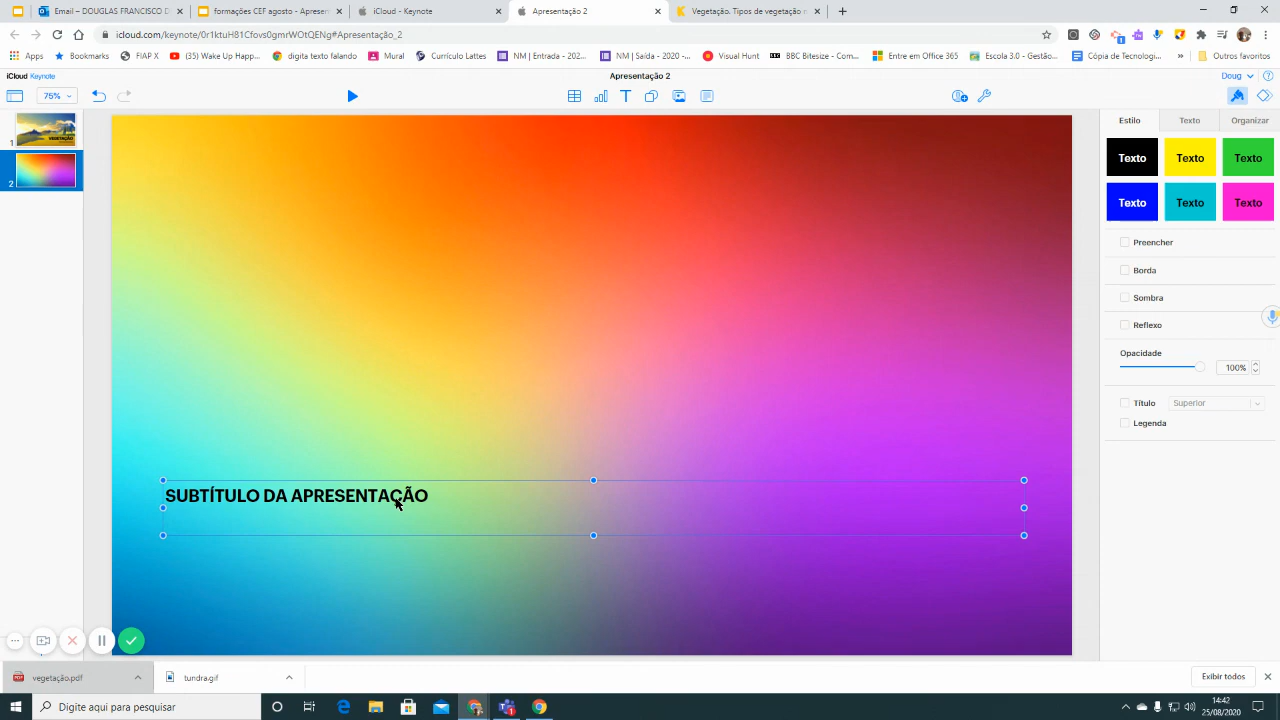 Email – DOUGLAS FRANCISCO D
formações CEF agosto - Apresen
iCloud - Keynote
Apresentação 2
Vegetação. Tipos de vegetação
icloud.com/keynote/0r1ktuH81Cfovs0gmrWOtQENg#Apresentação_2
Apps
Bookmarks
FIAP X
(35) Wake Up Happ...
digita texto falando
Mural
Currículo Lattes
NM | Entrada - 202...
NM | Saída - 2020 -...
Visual Hunt
BBC Bitesize - Com...
Entre em Office 365
Escola 3.0 - Gestão...
Cópia de Tecnologi...
»
Outros favoritos
iCloud Keynote
Apresentação 2
Doug
75%
Estilo
Texto
Organizar
1
VEGETAÇÃO
2
Texto
Texto
Texto
Texto
Texto
Texto
Preencher
Borda
Sombra
Reflexo
Opacidade
100%
Título
Superior
Legenda
SUBTÍTULO DA APRESENTAÇÃO
vegetação.pdf
tundra.gif
Exibir todos
Digite aqui para pesquisar
14:42
25/08/2020